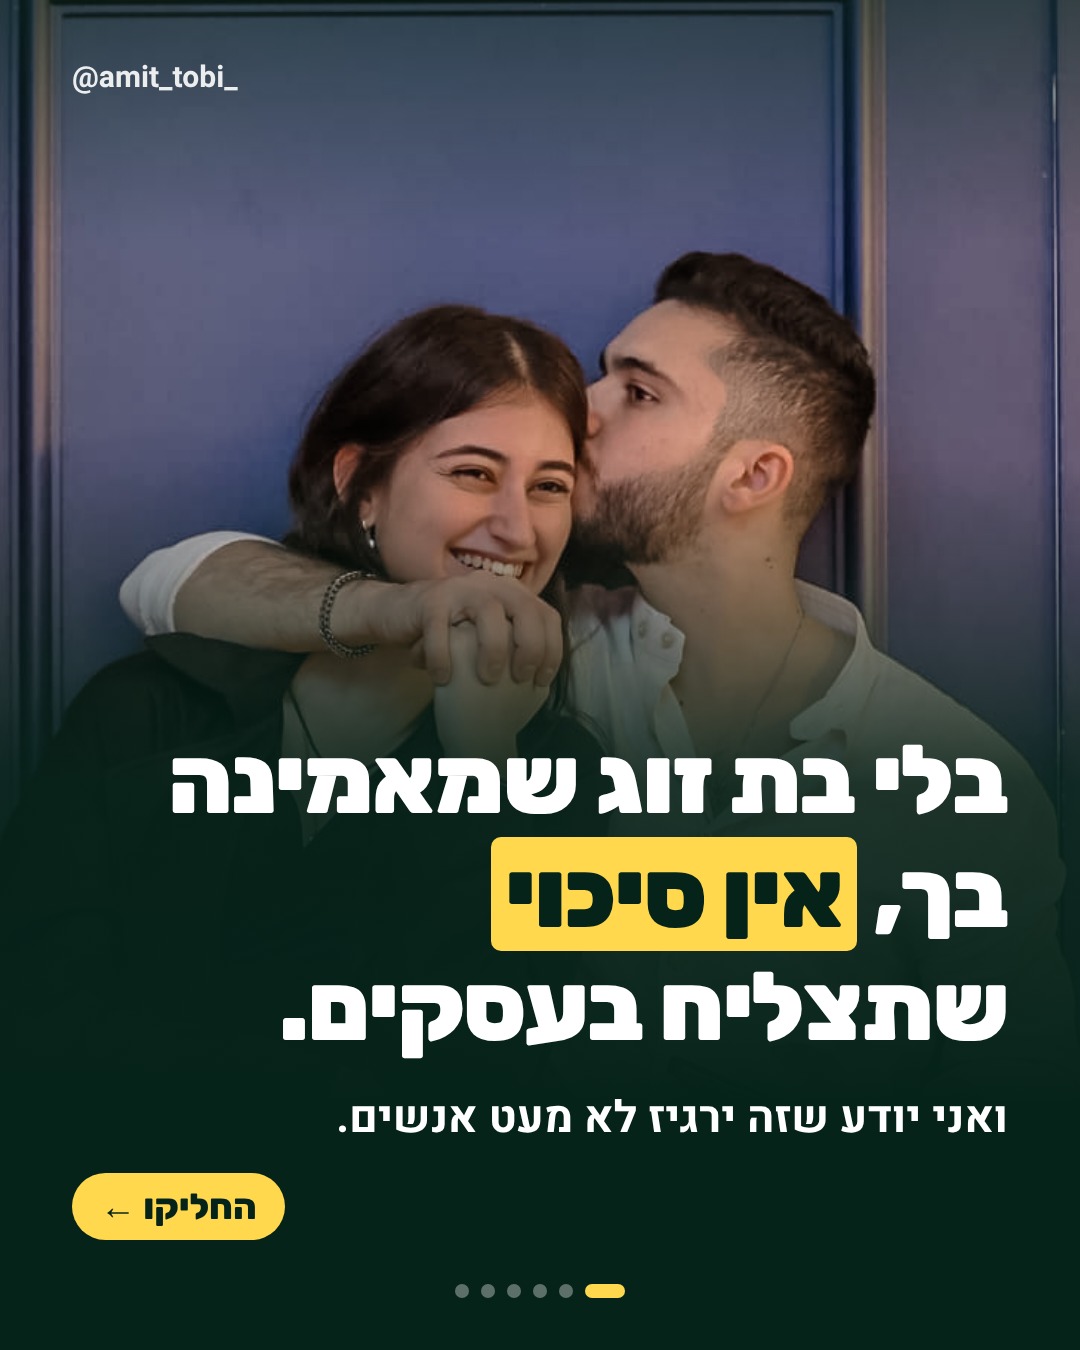 @amit_tobi_
בלי בת זוג שמאמינה
בך, אין סיכוי
שתצליח בעסקים.
ואני יודע שזה ירגיז לא מעט אנשים.
החליקו ←